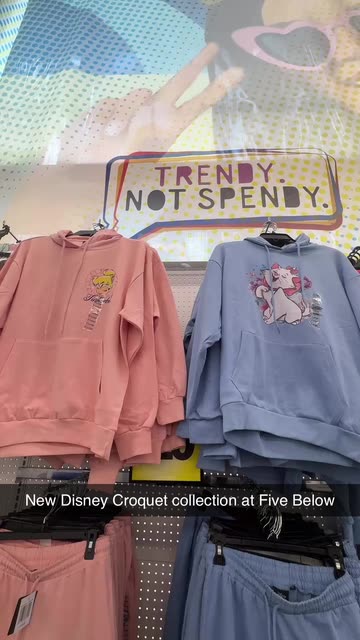 TRENDY.
NOT SPENDY.
New Disney Croquet collection at Five Below